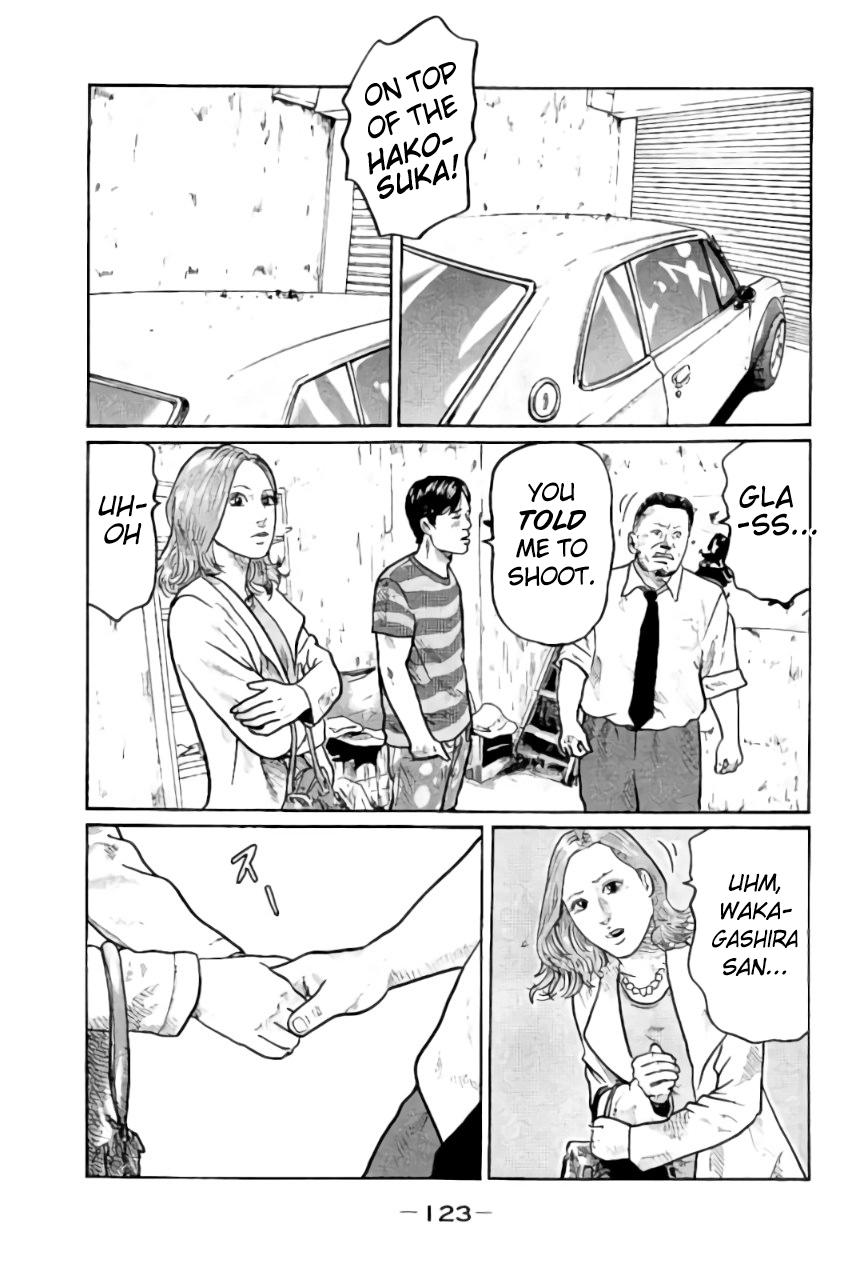 ON TOP
OF THE
HAKO-
SUKA!
GLA
-SS...
YOU
TOLD
ME TO
SHOOT.
UH-
OH
UHM,
WAKA-
GASHIRA
SAN...
スー
-123-